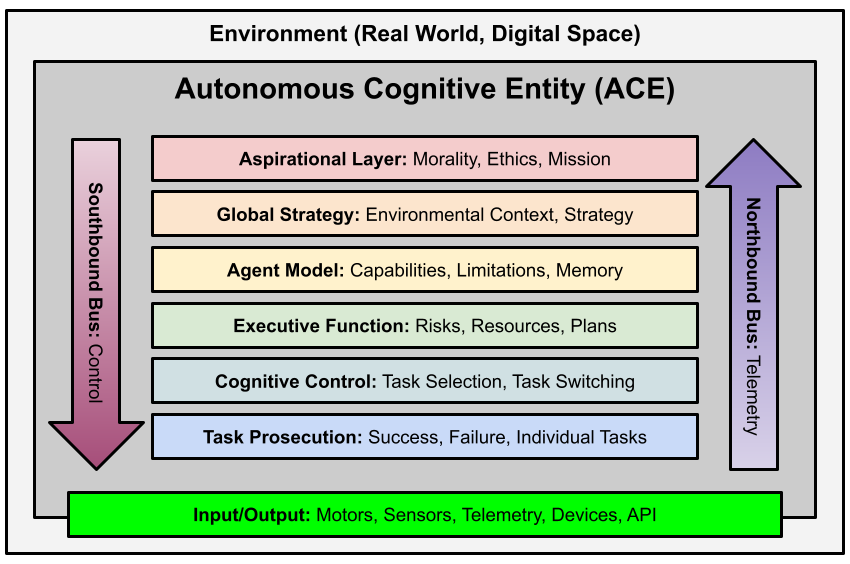 Environment (Real World, Digital Space)
Autonomous Cognitive Entity (ACE)
Southbound Bus: Control
Aspirational Layer: Morality, Ethics, Mission
Global Strategy: Environmental Context, Strategy
Agent Model: Capabilities, Limitations, Memory
Executive Function: Risks, Resources, Plans
Cognitive Control: Task Selection, Task Switching
Task Prosecution: Success, Failure, Individual Tasks
Northbound Bus: Telemetry
Input/Output: Motors, Sensors, Telemetry, Devices, API